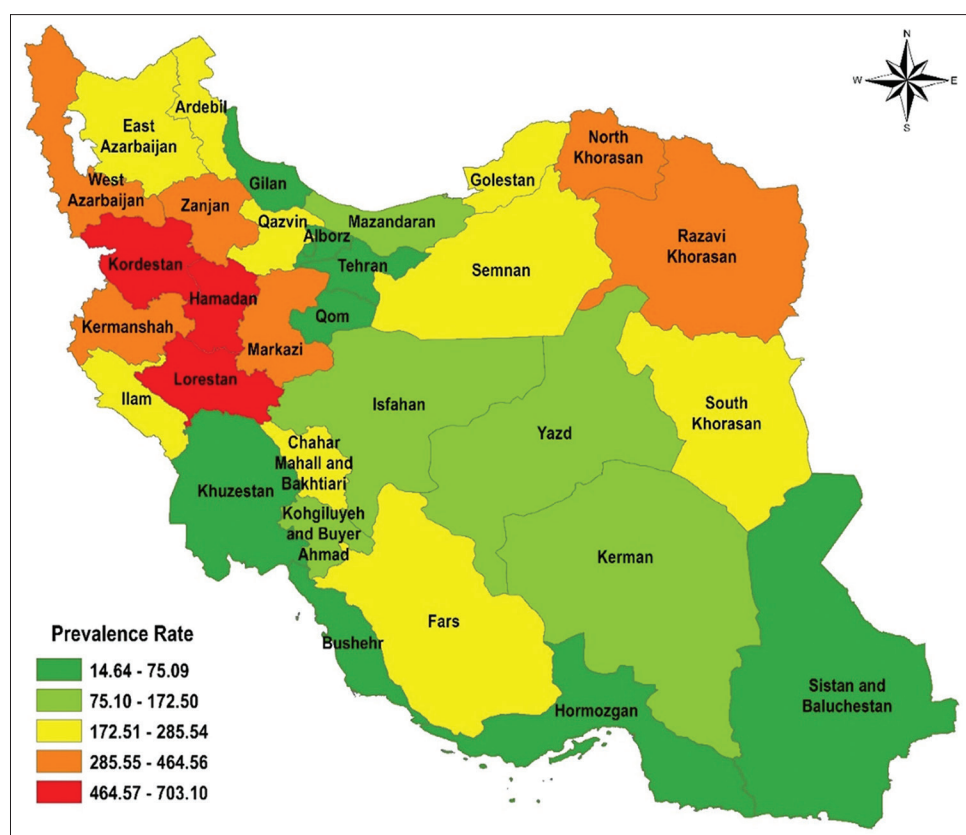 N
W
E
S
Ardebil
East
Azarbaijan
North
Khorasan
Golestan
Gilan
West
Azarbaijan
Zanjan
Qazvin
Mazandaran
Alborz
Razavi
Khorasan
Kordestan
Tehran
Semnan
Hamadan
Qom
Kermanshah
Markazi
Lorestan
Ilam
Isfahan
South
Khorasan
Yazd
Chahar
Mahall and
Bakhtiari
Khuzestan
Kohgiluyeh
and Buyer
Ahmad
Kerman
Fars
Bushehr
Sistan and
Baluchestan
Hormozgan
Prevalence Rate
14.64 - 75.09
75.10 - 172.50
172.51 - 285.54
285.55 - 464.56
464.57 - 703.10